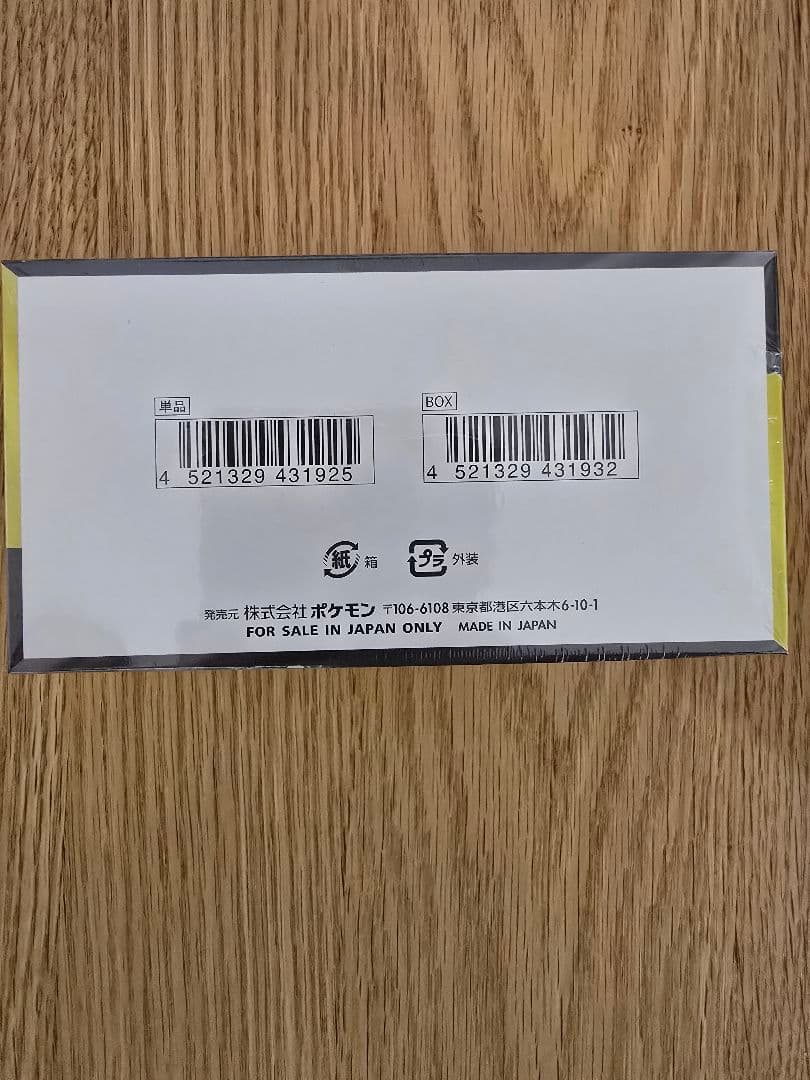 単品
4 521329 431925
BOX
4 521329 431932
紙 箱
プラ 外装
発売元 株式会社 ポケモン 〒106-6108 東京都港区六本木6-10-1
FOR SALE IN JAPAN ONLY MADE IN JAPAN